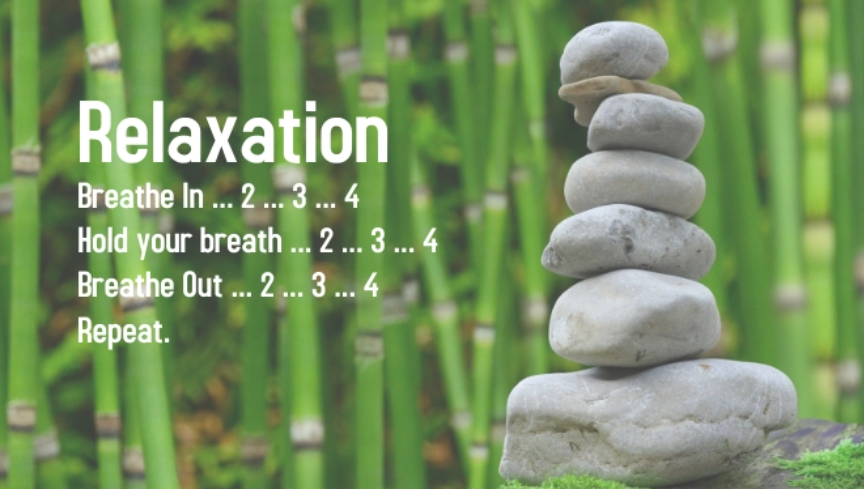 Relaxation
Breathe In ... 2 ... 3 ... 4
Hold your breath ... 2 ... 3 ... 4
Breathe Out ... 2 ... 3 ... 4
Repeat.